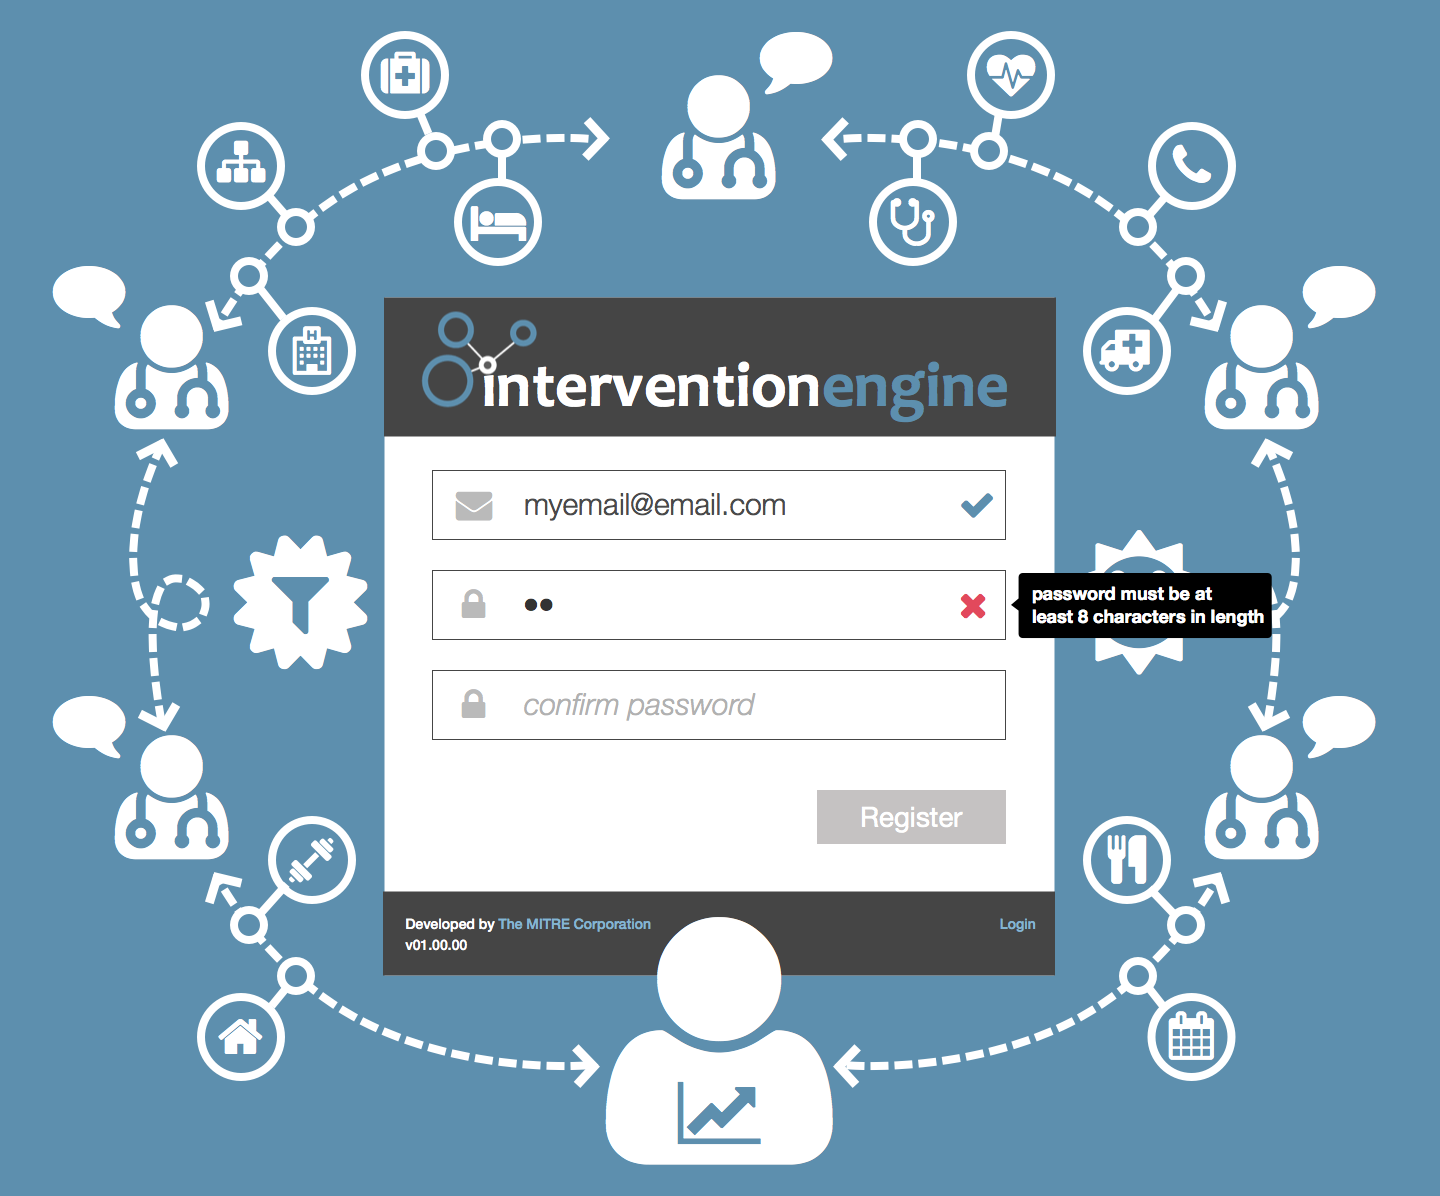 H
interventionengine
myemail@email.com
password must be at
least 8 characters in length
confirm password
Register
Developed by The MITRE Corporation
Login
v01.00.00